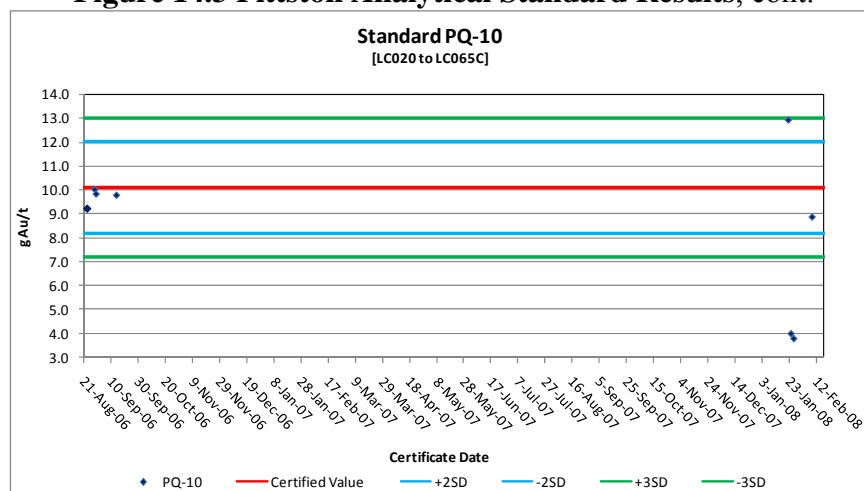 Figure 14.3 Pittston Analytical Standard Results, cont.
Standard PQ-10
[LC020 to LC065C]
14.0
13.0
12.0
11.0
10.0
9.0
8.0
7.0
6.0
5.0
4.0
3.0
gAu/t
21-Aug-06
10-Sep-06
30-Sep-06
20-Oct-06
9-Nov-06
29-Nov-06
19-Dec-06
8-Jan-07
28-Jan-07
17-Feb-07
9-Mar-07
29-Mar-07
18-Apr-07
8-May-07
28-May-07
17-Jun-07
7-Jul-07
27-Jul-07
16-Aug-07
5-Sep-07
25-Sep-07
15-Oct-07
4-Nov-07
24-Nov-07
14-Dec-07
3-Jan-08
23-Jan-08
12-Feb-08
Certificate Date
PQ-10 Certified Value +2SD -2SD +3SD -3SD